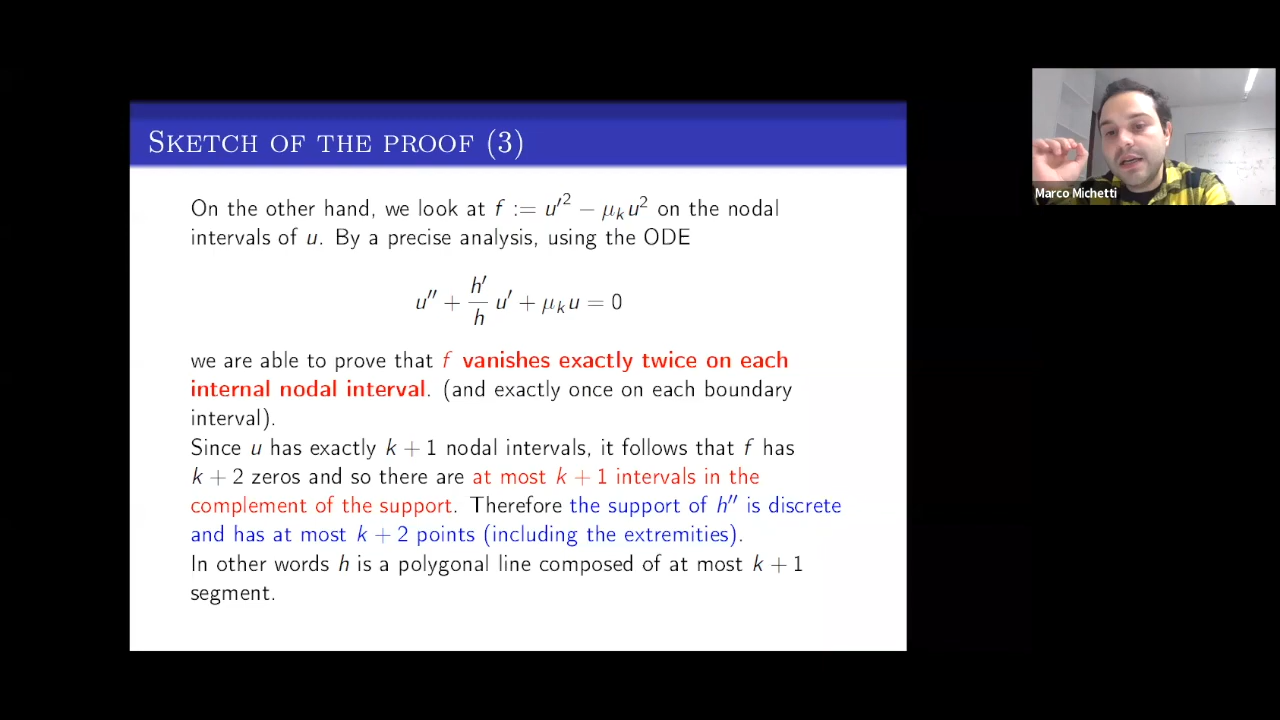 SKETCH OF THE PROOF (3)
On the other hand, we look at f := u′² − μₖu² on the nodal
intervals of u. By a precise analysis, using the ODE
u″ + h′/h u′ + μₖu = 0
we are able to prove that f vanishes exactly twice on each
internal nodal interval. (and exactly once on each boundary
interval).
Since u has exactly k + 1 nodal intervals, it follows that f has
k + 2 zeros and so there are at most k + 1 intervals in the
complement of the support. Therefore the support of h″ is discrete
and has at most k + 2 points (including the extremities).
In other words h is a polygonal line composed of at most k + 1
segment.
Marco Michetti